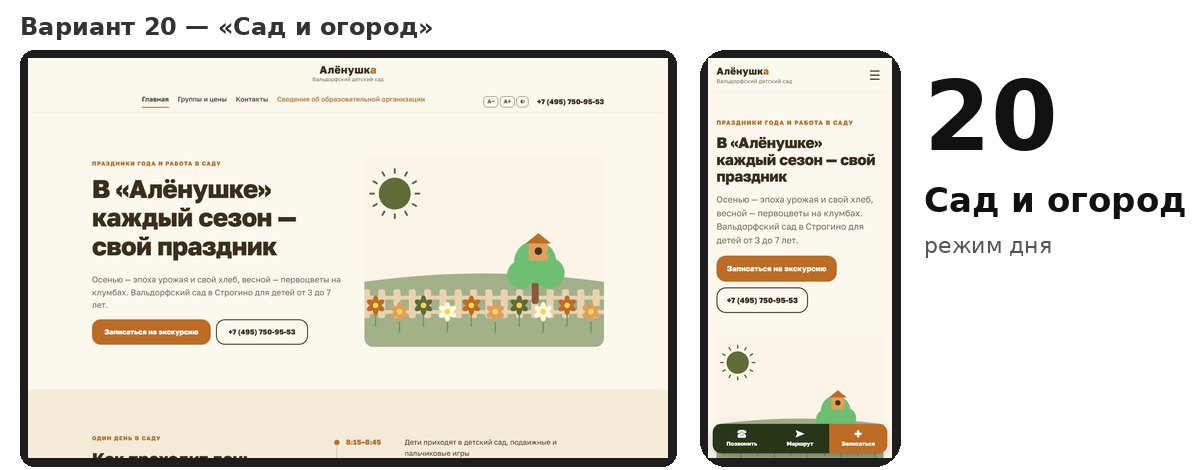 Вариант 20 — «Сад и огород»
Алёнушка
Вальдорфский детский сад
Главная Группы и цены Контакты Сведения об образовательной организации
A− A+ +7 (495) 750-95-53
ПРАЗДНИКИ ГОДА И РАБОТА В САДУ
В «Алёнушке»
каждый сезон —
свой праздник
Осенью — эпоха урожая и свой хлеб, весной — первоцветы на
клумбах. Вальдорфский сад в Строгино для детей от 3 до 7
лет.
Записаться на экскурсию +7 (495) 750-95-53
ОДИН ДЕНЬ В САДУ
Как проходит день
8:15–8:45
Дети приходят в детский сад, подвижные и
пальчиковые игры
Алёнушка
Вальдорфский детский сад
ПРАЗДНИКИ ГОДА И РАБОТА В САДУ
В «Алёнушке»
каждый сезон — свой
праздник
Осенью — эпоха урожая и свой хлеб,
весной — первоцветы на клумбах.
Вальдорфский сад в Строгино для
детей от 3 до 7 лет.
Записаться на экскурсию
+7 (495) 750-95-53
Позвонить Маршрут Записаться
20
Сад и огород
режим дня